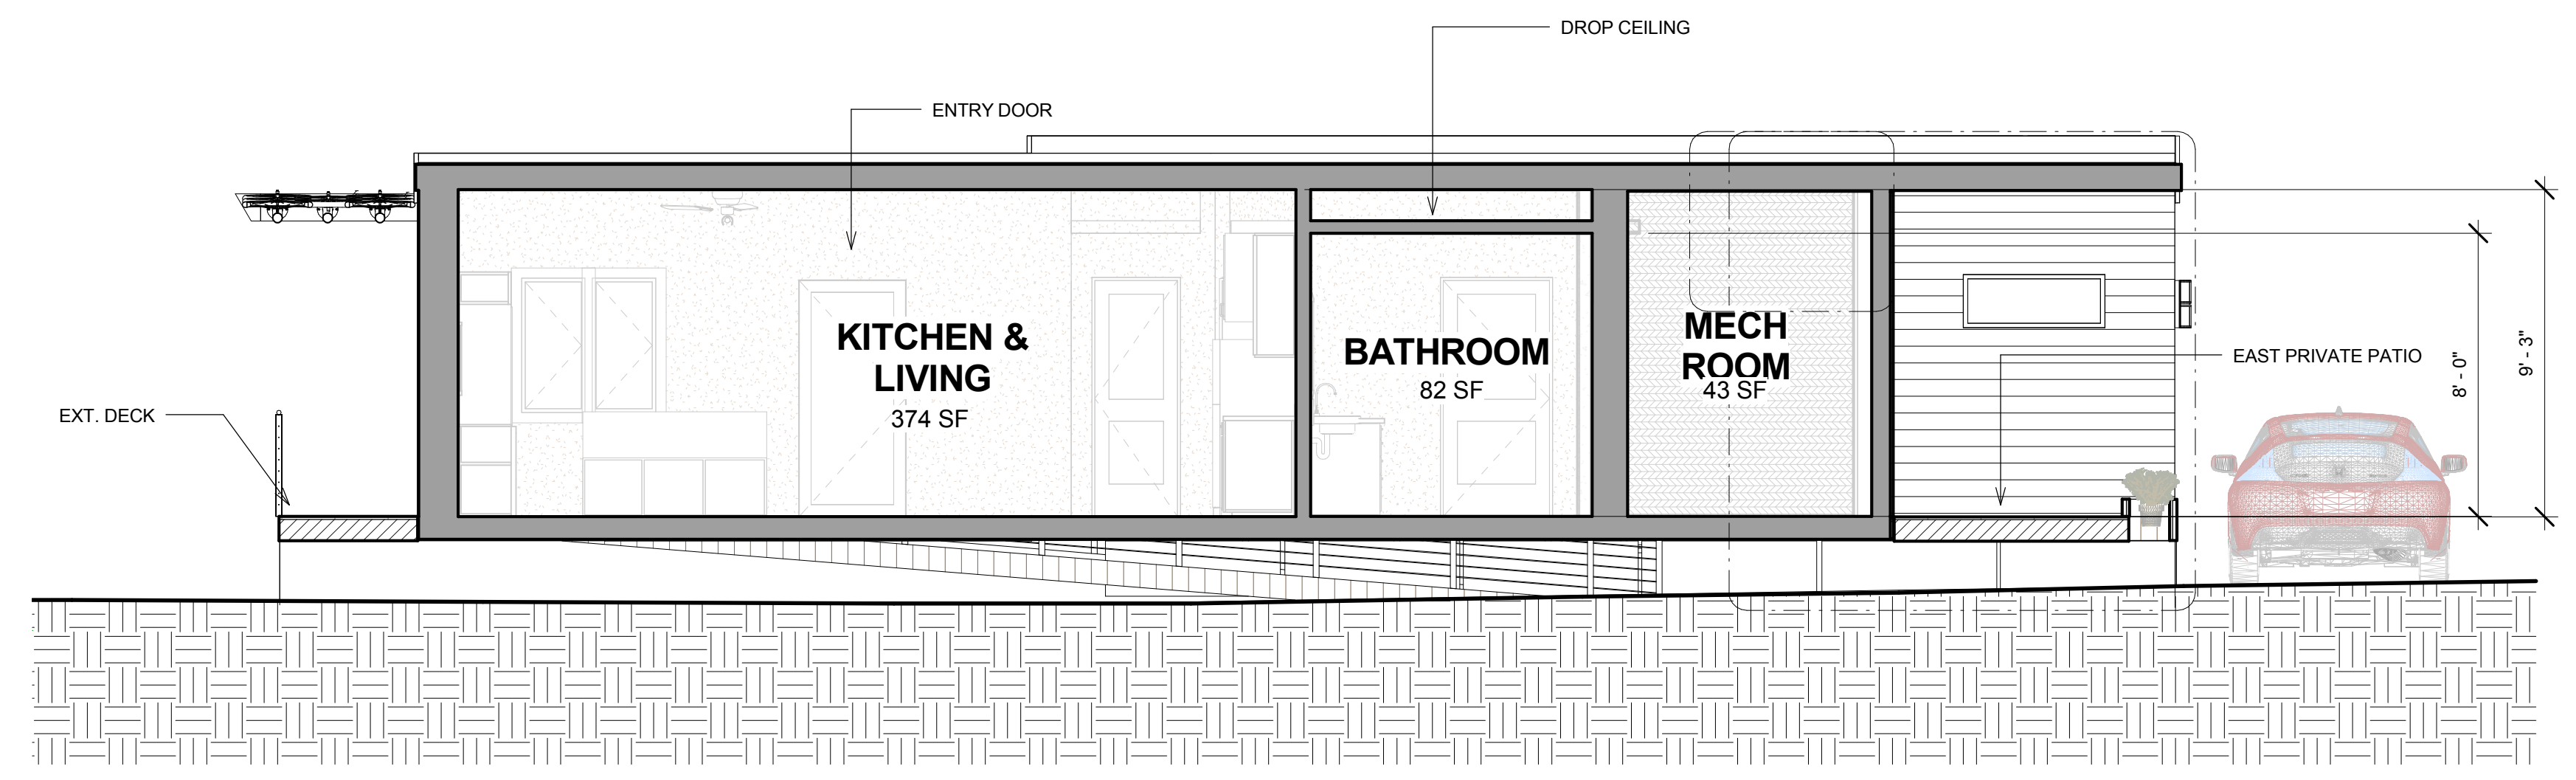 DROP CEILING
ENTRY DOOR
KITCHEN &
LIVING
374 SF
BATHROOM
82 SF
MECH
ROOM
43 SF
EAST PRIVATE PATIO
8' - 0"
9' - 3"
EXT. DECK